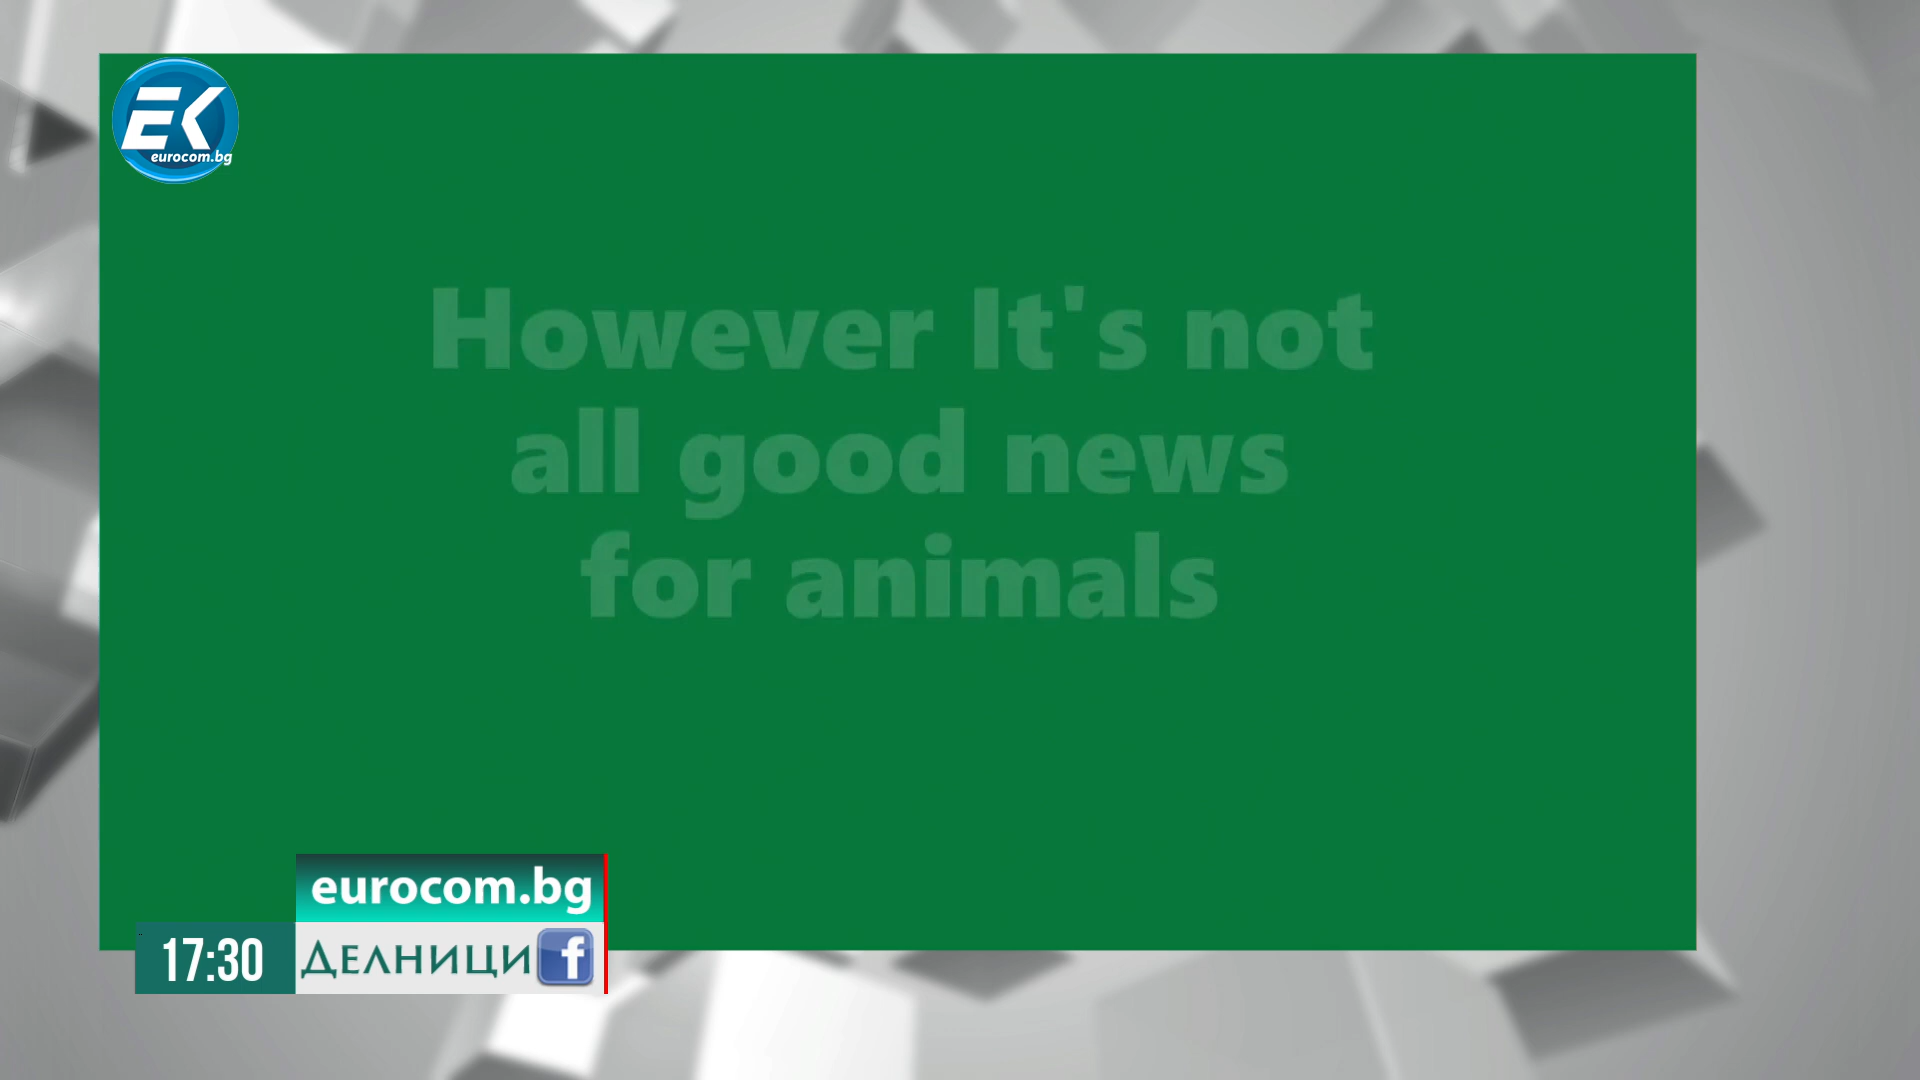 EK
eurocom.bg
However It's not
all good news
for animals
eurocom.bg
17:30 Делници f